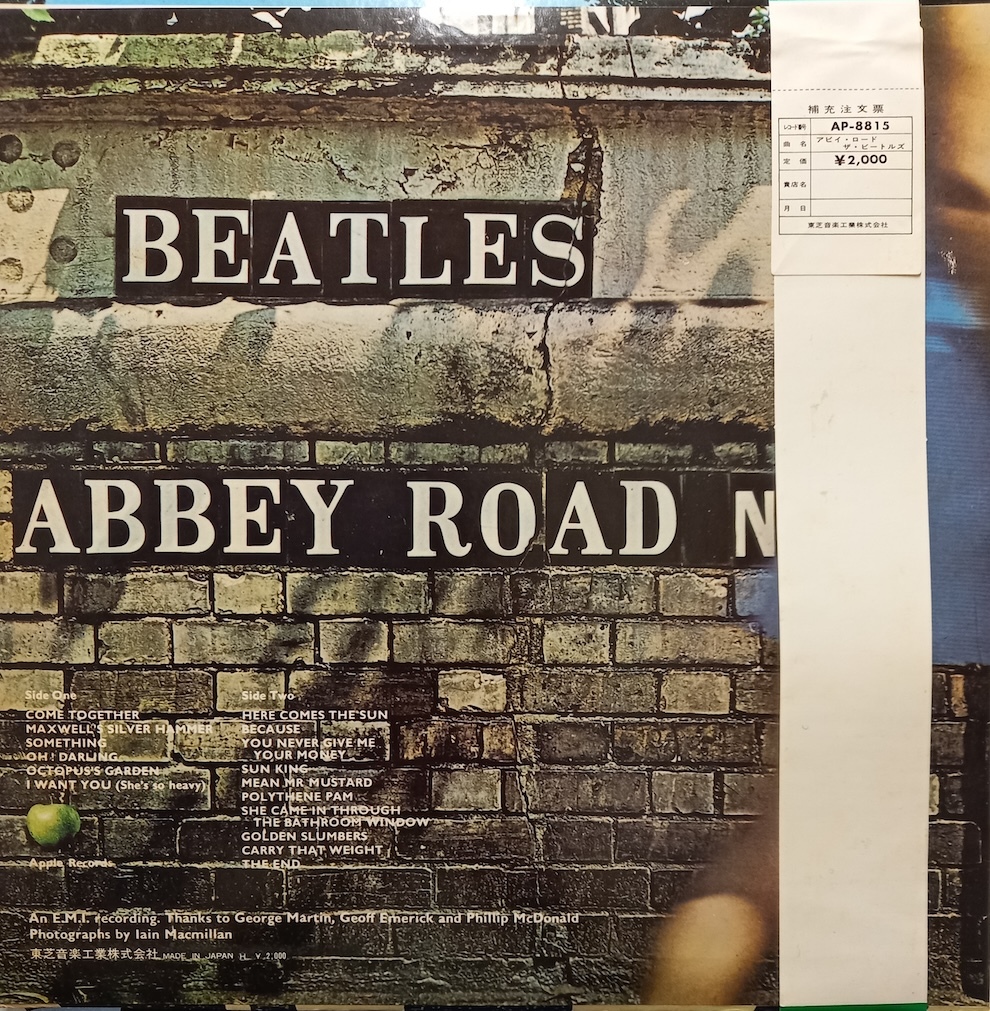 補充注文票
レコード番号 AP-8815
曲名 アビイ・ロード
ザ・ビートルズ
定価 ¥2,000
貴店名
月日
東芝音楽工業株式会社
BEATLES
ABBEY ROAD N
Side One
COME TOGETHER
MAXWELL'S SILVER HAMMER
SOMETHING
OH! DARLING
OCTOPUS'S GARDEN
I WANT YOU (She's so heavy)
Apple Records
Side Two
HERE COMES THE SUN
BECAUSE
YOU NEVER GIVE ME
YOUR MONEY
SUN KING
MEAN MR MUSTARD
POLYTHENE PAM
SHE CAME IN THROUGH
THE BATHROOM WINDOW
GOLDEN SLUMBERS
CARRY THAT WEIGHT
THE END
An E.M.I. recording. Thanks to George Martin, Geoff Emerick and Phillip McDonald
Photographs by Iain Macmillan
東芝音楽工業株式会社 MADE IN JAPAN H ¥ 2,000